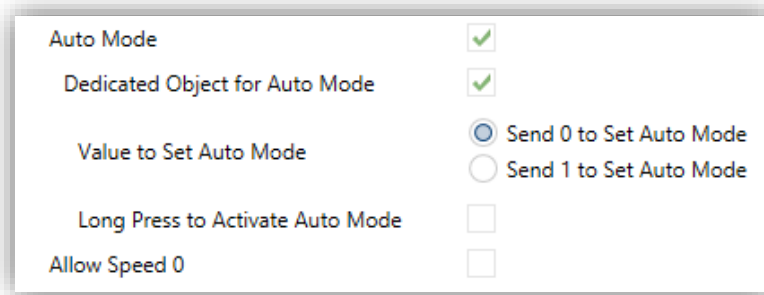 Auto Mode
Dedicated Object for Auto Mode
Value to Set Auto Mode
Send 0 to Set Auto Mode
Send 1 to Set Auto Mode
Long Press to Activate Auto Mode
Allow Speed 0